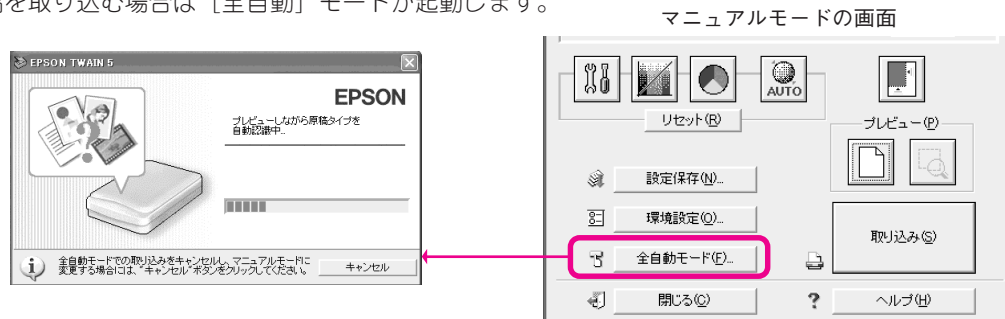 を取り込む場合は［全自動］モードが起動します。
マニュアルモードの画面
EPSON TWAIN 5
EPSON
プレビューしながら原稿タイプを
自動認識中...
全自動モードでの取り込みをキャンセルし、マニュアルモードに
変更する場合には、"キャンセル"ボタンをクリックしてください。
キャンセル
AUTO
リセット(R)
プレビュー(P)
設定保存(N)...
環境設定(O)...
取り込み(S)
全自動モード(F)...
閉じる(C)
ヘルプ(H)